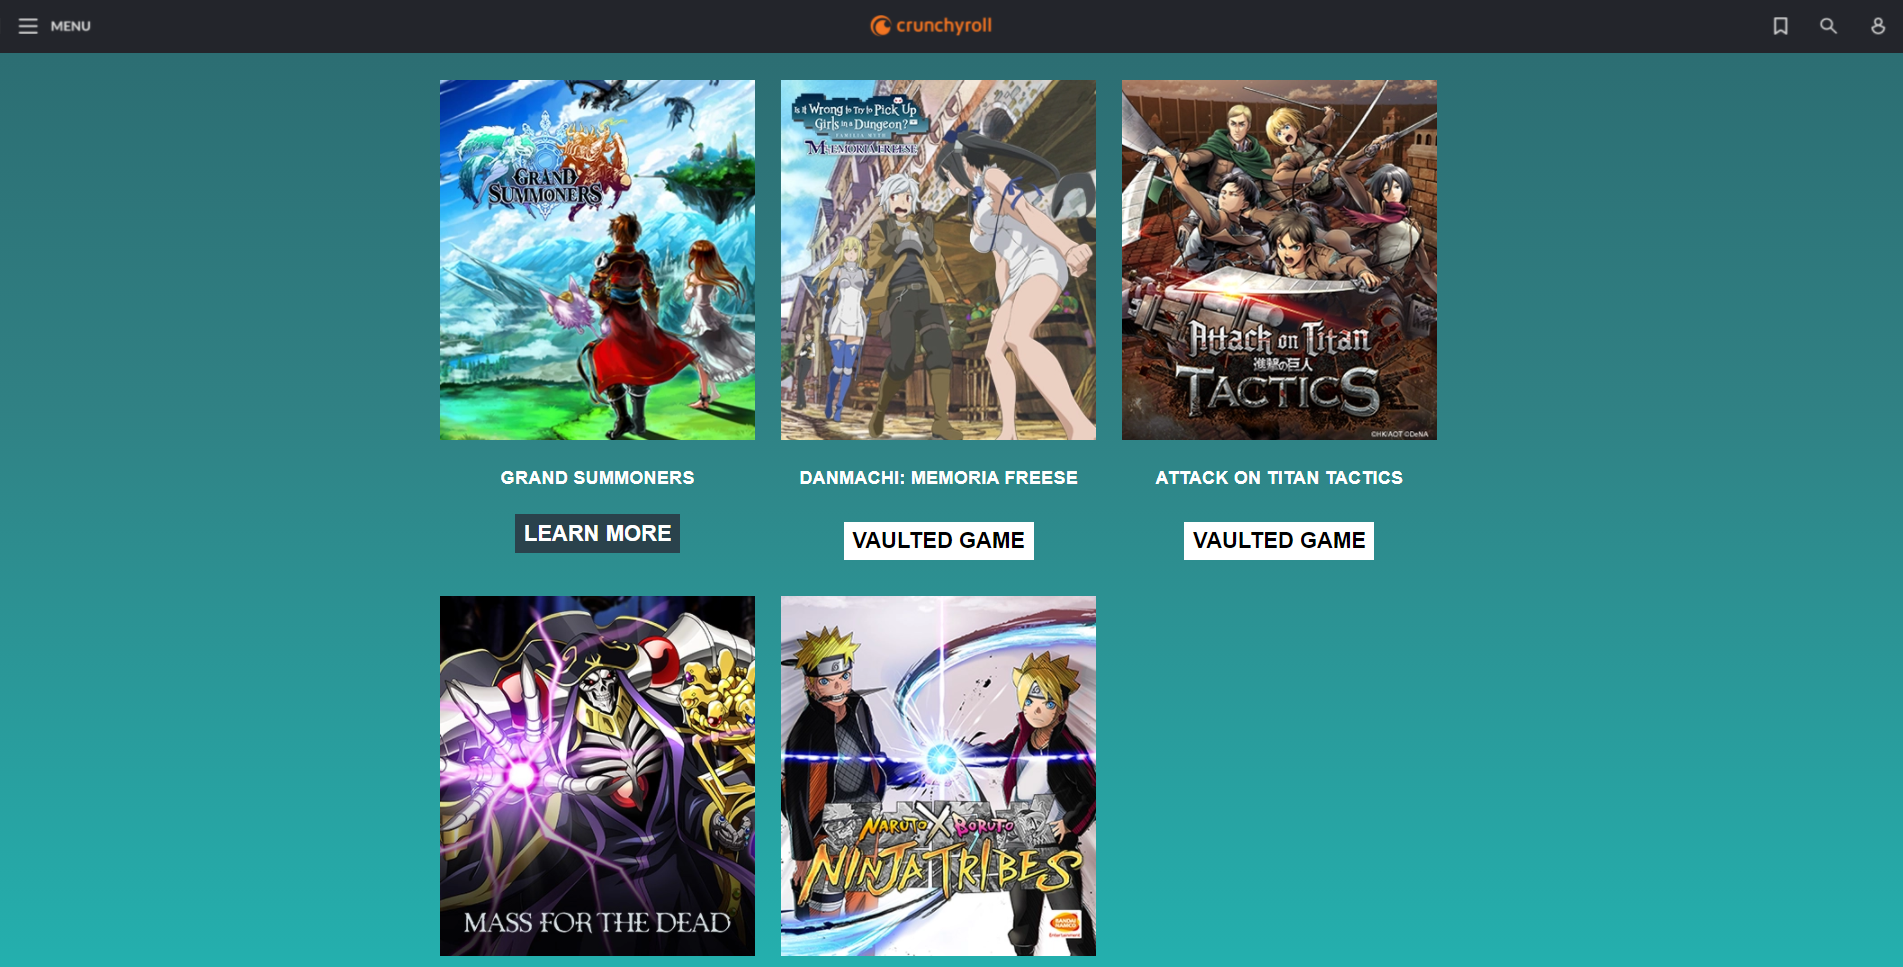 MENU
crunchyroll
GRAND
SUMMONERS
Is it Wrong to Try to Pick Up
Girls in a Dungeon?
FAMILIA MYTH
MEMORIA FREESE
Attack on Titan
進撃の巨人
TACTICS
©HK/AOT ©DeNA
GRAND SUMMONERS
DANMACHI: MEMORIA FREESE
ATTACK ON TITAN TACTICS
LEARN MORE
VAULTED GAME
VAULTED GAME
MASS FOR THE DEAD
NARUTO X BORUTO
NINJA TRIBES
BANDAI
NAMCO
Entertainment